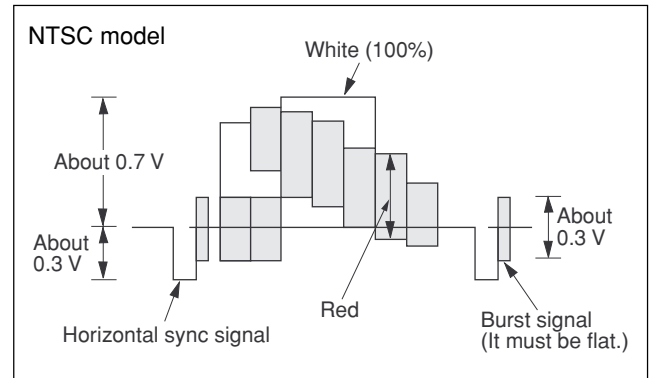 NTSC model
White (100%)
About 0.7 V
About
0.3 V
About
0.3 V
Red
Horizontal sync signal
Burst signal
(It must be flat.)